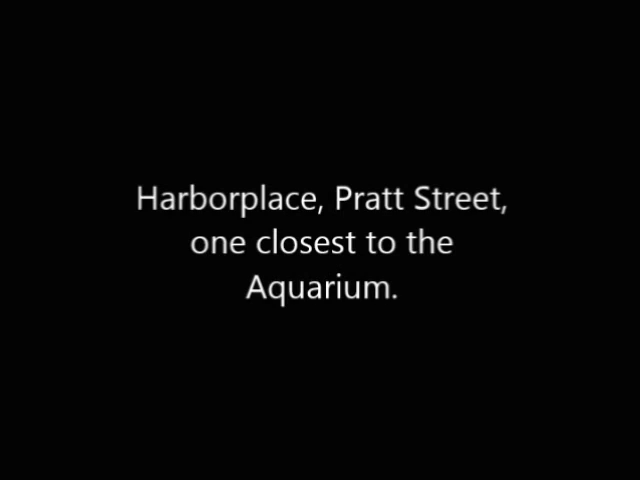 Harborplace, Pratt Street,
one closest to the
Aquarium.